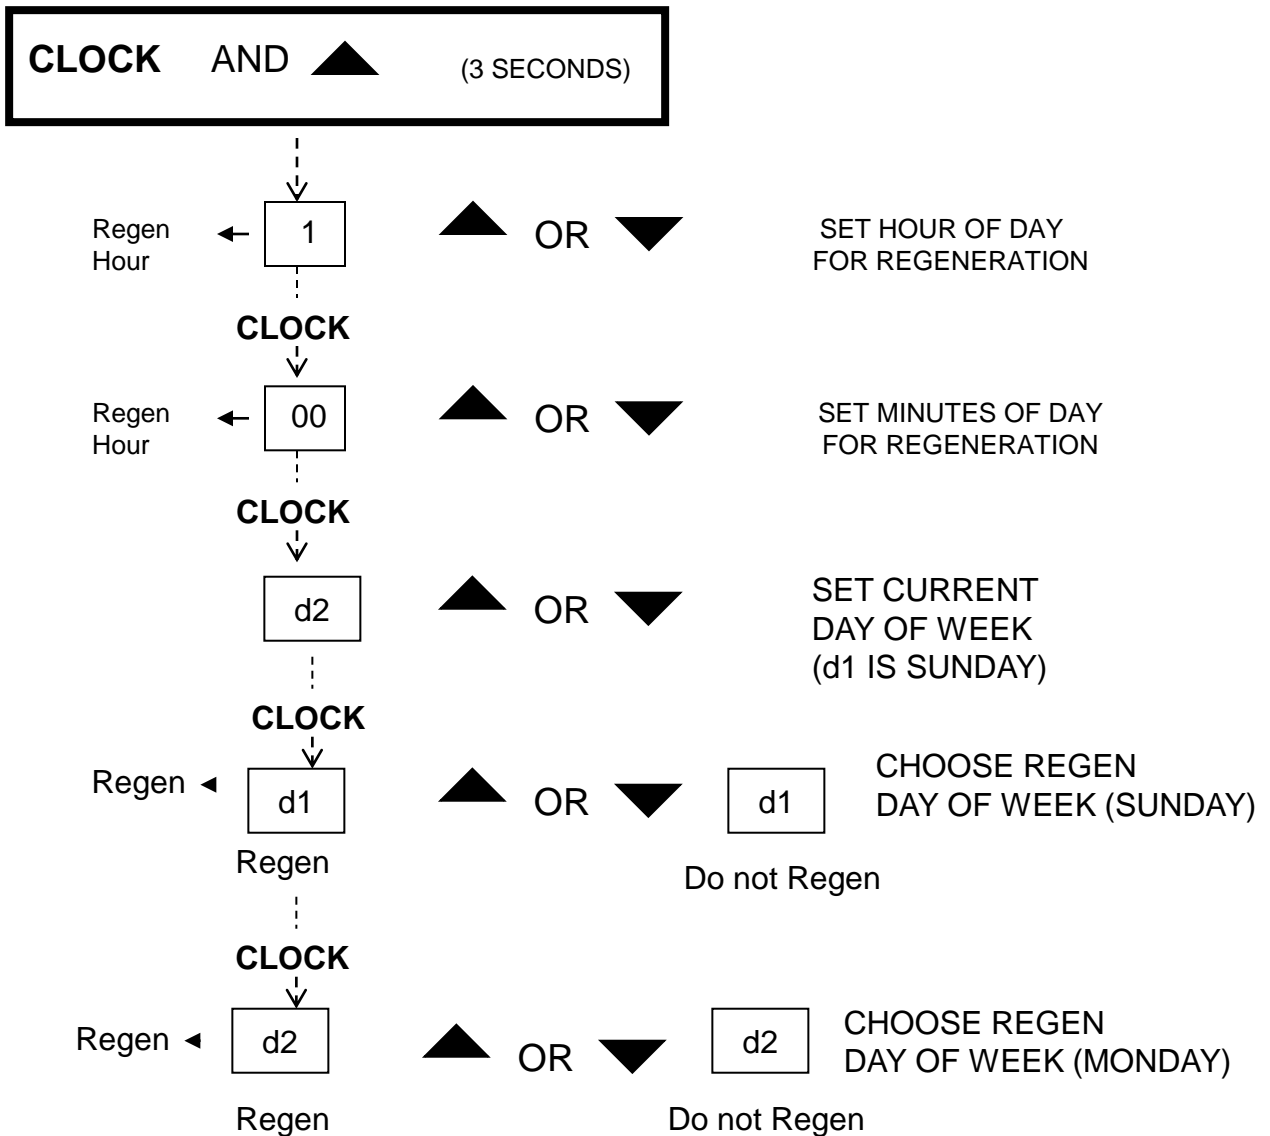 CLOCK AND (3 SECONDS)
Regen
Hour
1
OR
SET HOUR OF DAY
FOR REGENERATION
CLOCK
Regen
Hour
00
OR
SET MINUTES OF DAY
FOR REGENERATION
CLOCK
d2
OR
SET CURRENT
DAY OF WEEK
(d1 IS SUNDAY)
CLOCK
Regen
d1
Regen
OR
d1
Do not Regen
CHOOSE REGEN
DAY OF WEEK (SUNDAY)
CLOCK
Regen
d2
Regen
OR
d2
Do not Regen
CHOOSE REGEN
DAY OF WEEK (MONDAY)